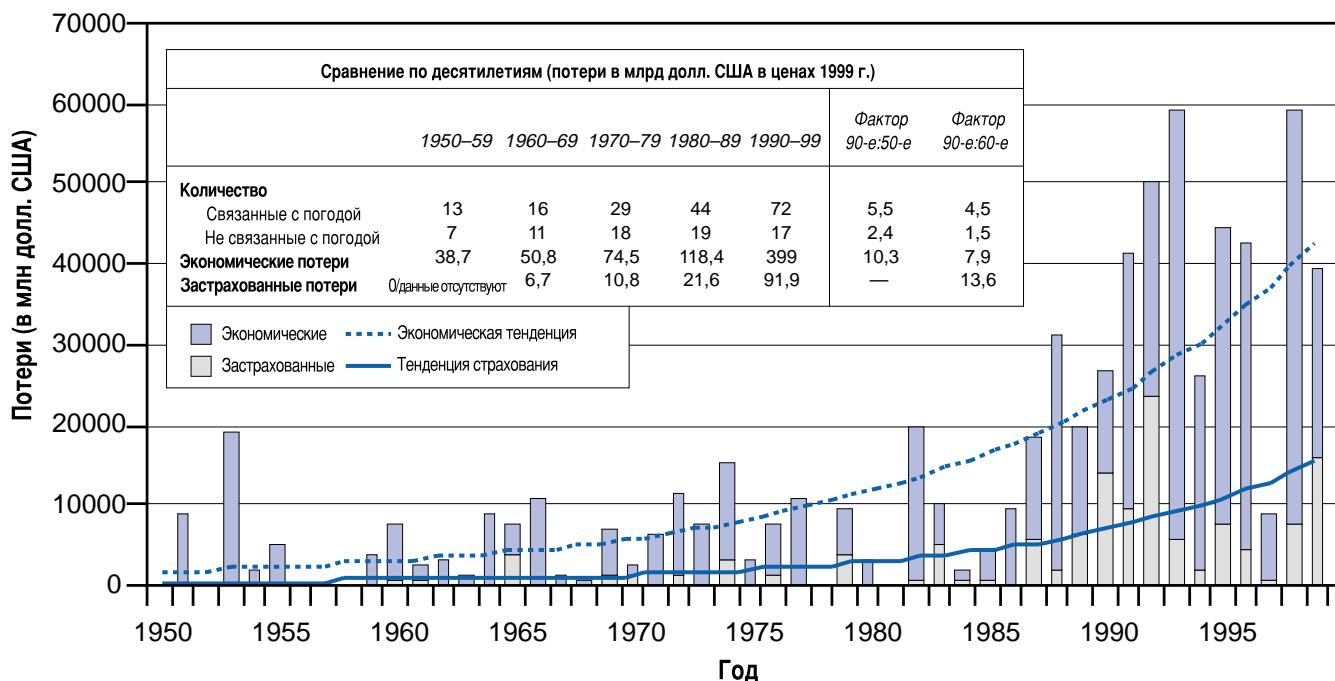 70000
60000
50000
40000
30000
20000
10000
0
Потери (в млн долл. США)
Сравнение по десятилетиям (потери в млрд долл. США в ценах 1999 г.)
Фактор Фактор
1950–59 1960–69 1970–79 1980–89 1990–99 90-е:50-е 90-е:60-е
Количество
Связанные с погодой 13 16 29 44 72 5,5 4,5
Не связанные с погодой 7 11 18 19 17 2,4 1,5
Экономические потери 38,7 50,8 74,5 118,4 399 10,3 7,9
Застрахованные потери 0/данные отсутствуют 6,7 10,8 21,6 91,9 — 13,6
Экономические Экономическая тенденция
Застрахованные Тенденция страхования
1950 1955 1960 1965 1970 1975 1980 1985 1990 1995
Год